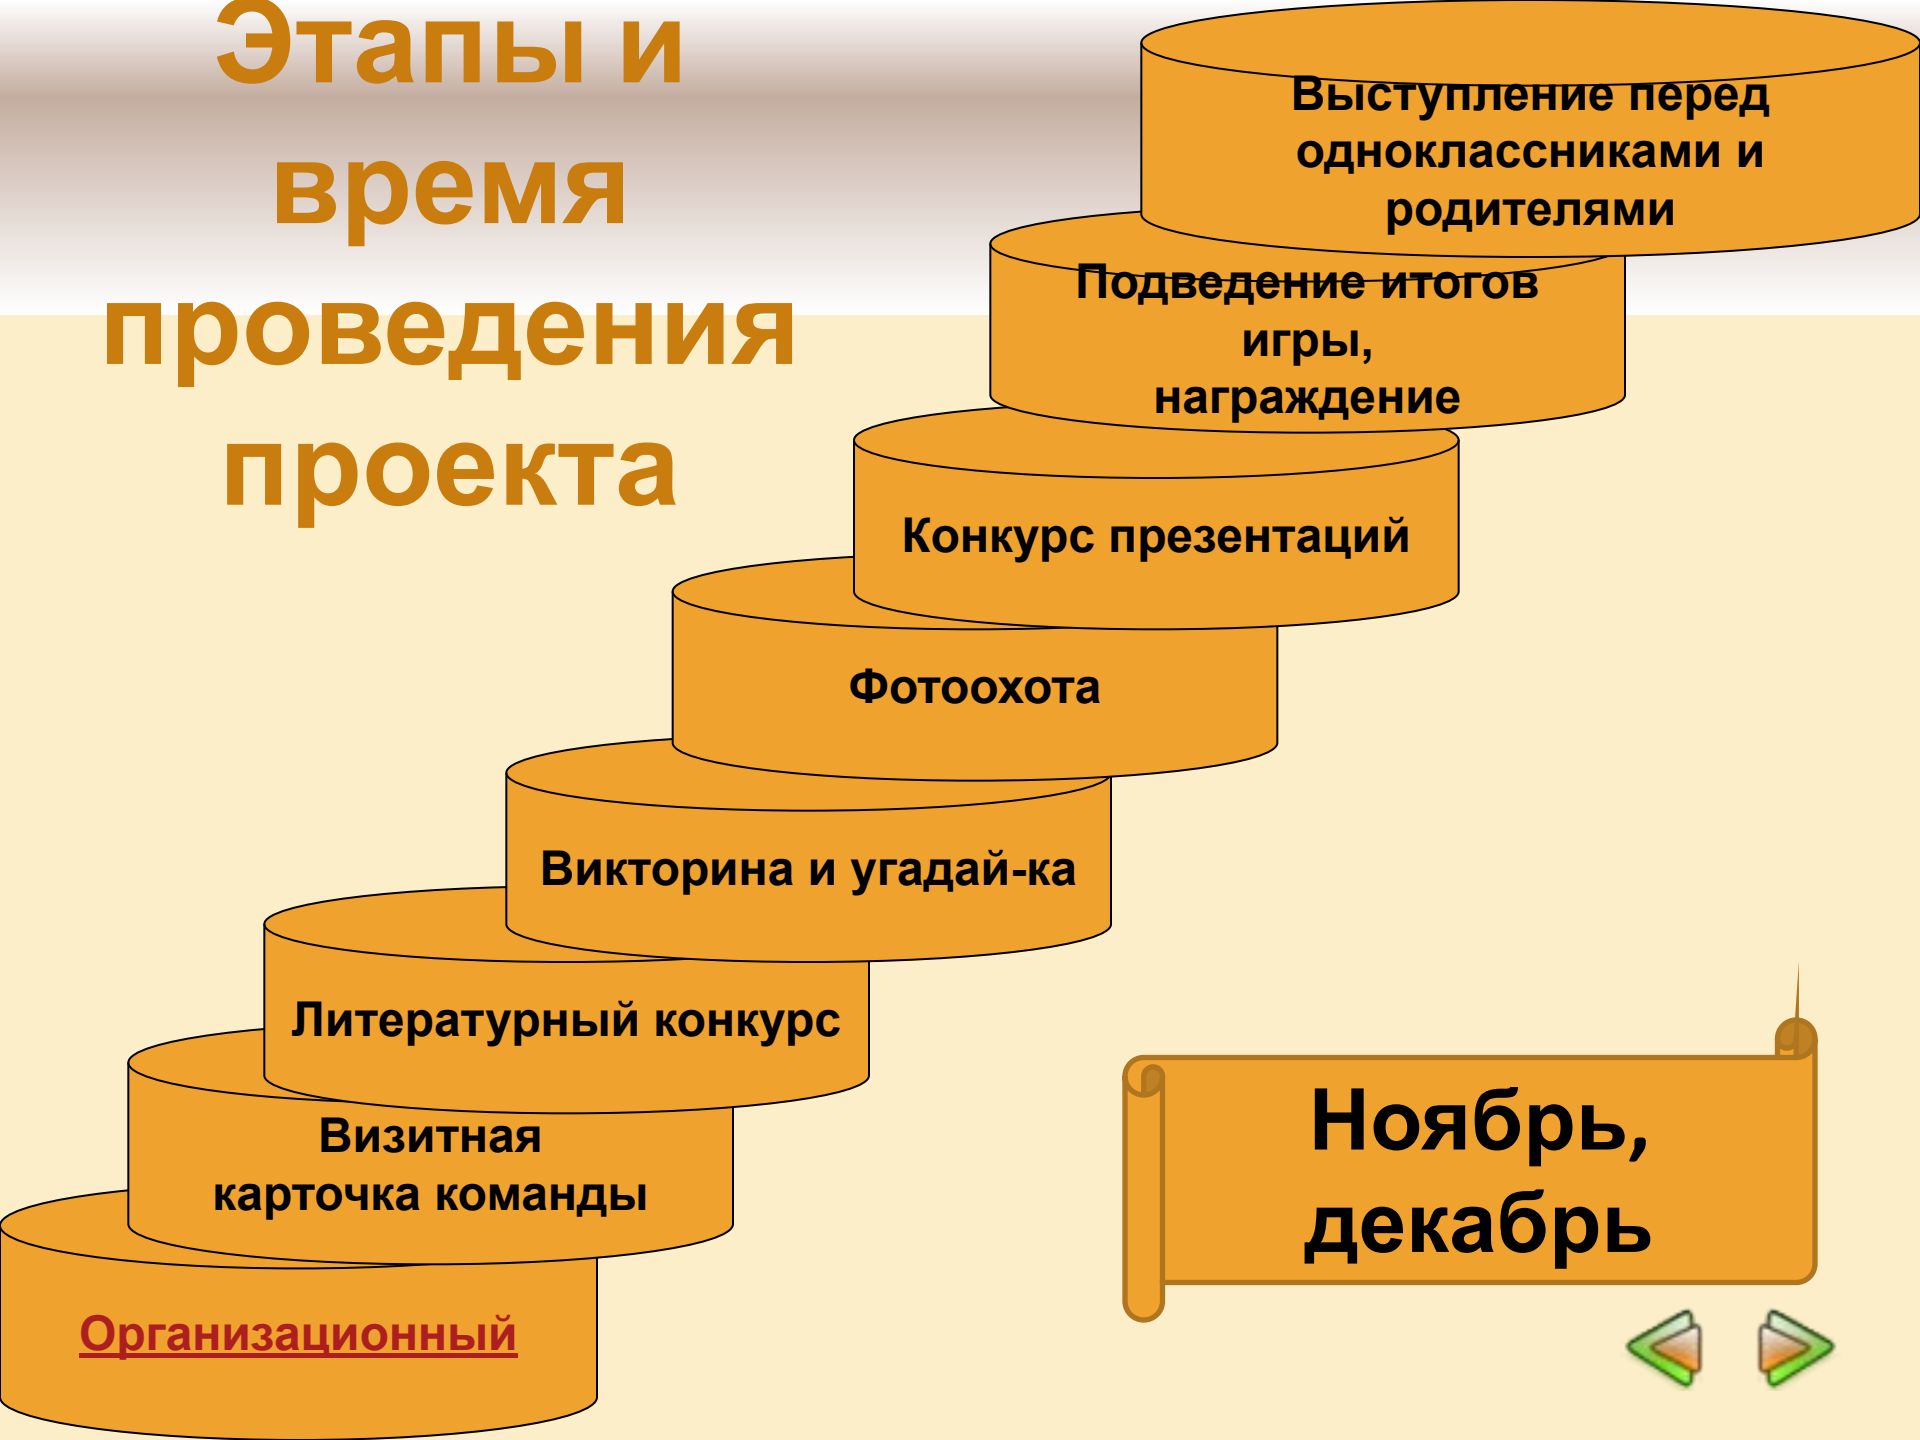 Этапы и
время
проведения
проекта
Выступление перед
одноклассниками и
родителями
Подведение итогов
игры,
награждение
Конкурс презентаций
Фотоохота
Викторина и угадай-ка
Литературный конкурс
Визитная
карточка команды
Организационный
Ноябрь,
декабрь